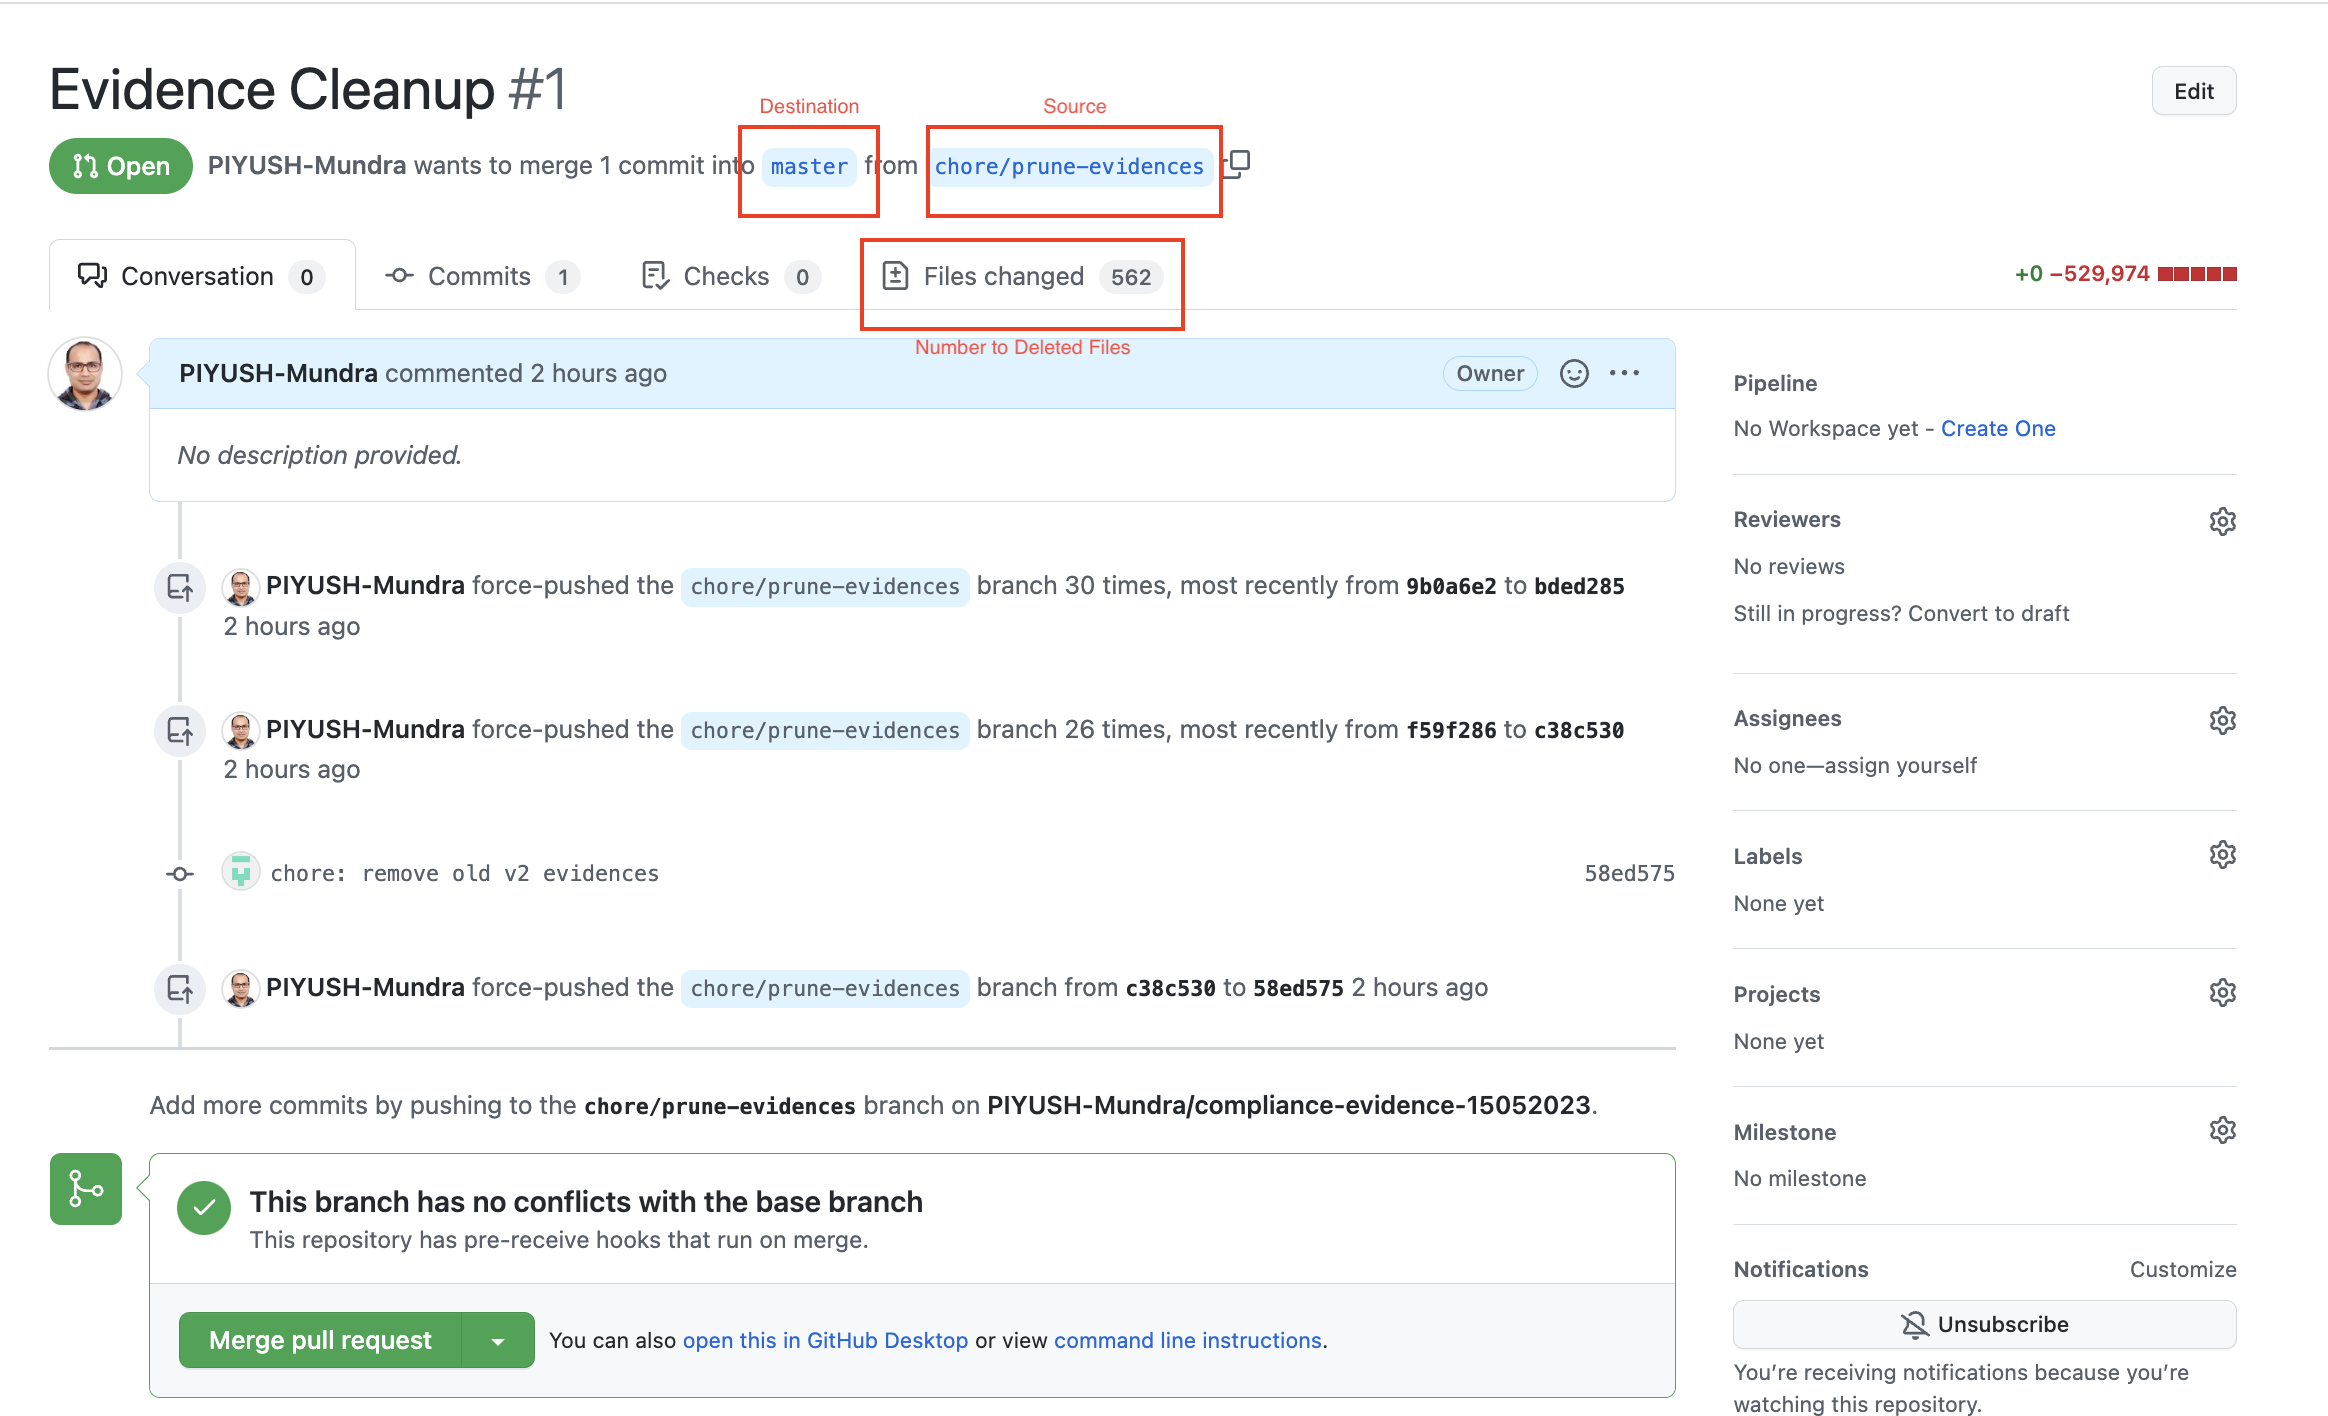 Evidence Cleanup #1
Edit
Destination
Source
Open
PIYUSH-Mundra wants to merge 1 commit into master from chore/prune-evidences
Conversation 0
Commits 1
Checks 0
Files changed 562
+0 −529,974
Number to Deleted Files
PIYUSH-Mundra commented 2 hours ago
Owner
No description provided.
PIYUSH-Mundra force-pushed the chore/prune-evidences branch 30 times, most recently from 9b0a6e2 to bded285
2 hours ago
PIYUSH-Mundra force-pushed the chore/prune-evidences branch 26 times, most recently from f59f286 to c38c530
2 hours ago
chore: remove old v2 evidences
58ed575
PIYUSH-Mundra force-pushed the chore/prune-evidences branch from c38c530 to 58ed575 2 hours ago
Add more commits by pushing to the chore/prune-evidences branch on PIYUSH-Mundra/compliance-evidence-15052023.
This branch has no conflicts with the base branch
This repository has pre-receive hooks that run on merge.
Merge pull request
You can also open this in GitHub Desktop or view command line instructions.
Pipeline
No Workspace yet - Create One
Reviewers
No reviews
Still in progress? Convert to draft
Assignees
No one—assign yourself
Labels
None yet
Projects
None yet
Milestone
No milestone
Notifications
Customize
Unsubscribe
You're receiving notifications because you're
watching this repository.